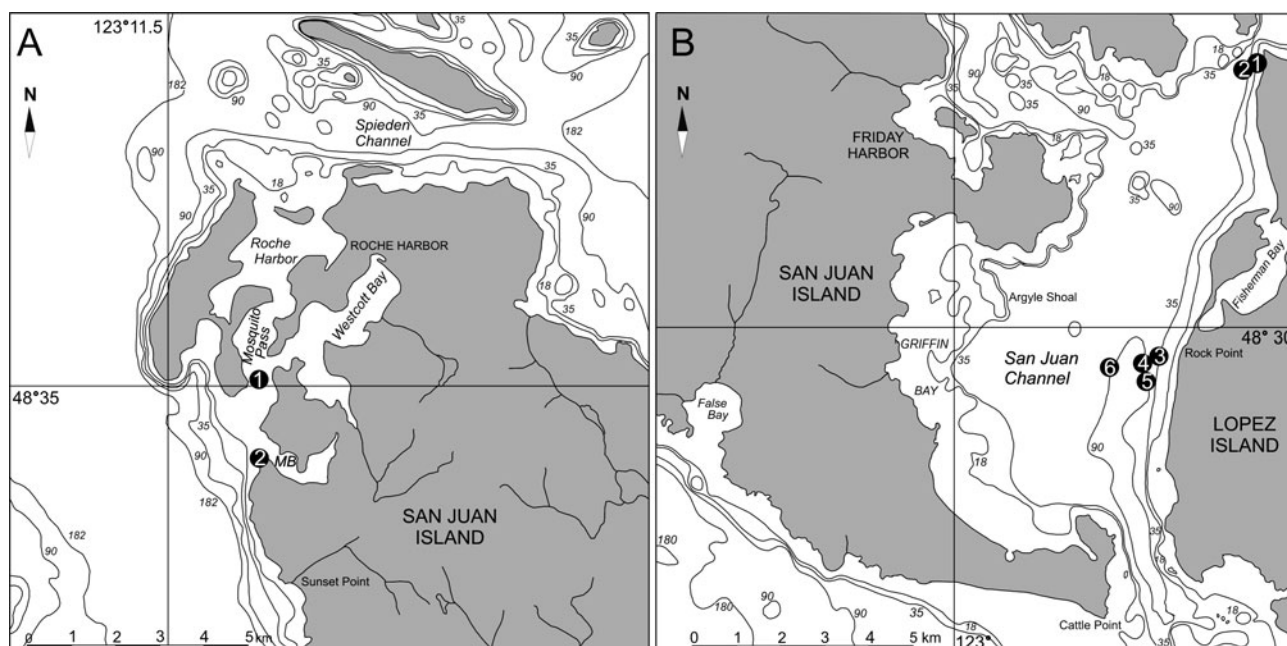 A
123°11.5
N
182
90
90
35
35
90
35
90
182
Spieden
Channel
90
35
18
90
Roche
Harbor
ROCHE HARBOR
Westcott Bay
Mosquito
Pass
18
35
1
48°35
35
90
182
2
MB
SAN JUAN
ISLAND
182
90
Sunset Point
0 1 2 3 4 5 km
B
N
35
90
35
18
18
35
2
1
FRIDAY
HARBOR
18
35
35
90
SAN JUAN
ISLAND
Argyle Shoal
35
Fisherman Bay
48° 30
GRIFFIN
BAY
35
San Juan
Channel
6
4
3
5
Rock Point
False
Bay
LOPEZ
ISLAND
18
90
180
35
18
90
180
90
35
18
Cattle Point
18
35
0 1 2 3 4 5 km
123°